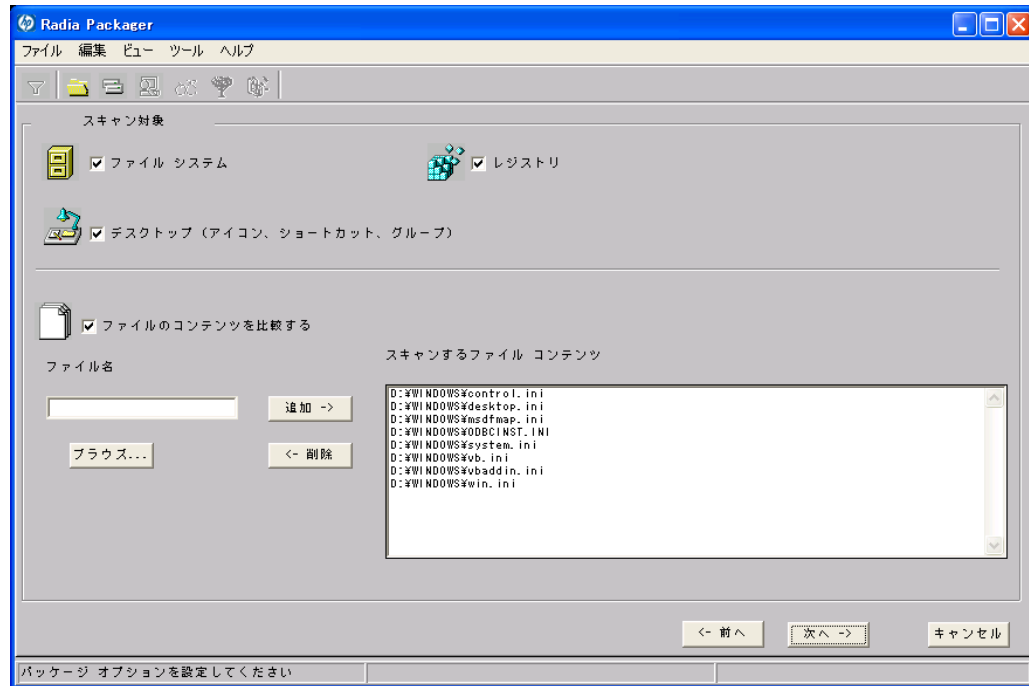 Radia Packager
ファイル 編集 ビュー ツール ヘルプ
スキャン対象
ファイル システム
レジストリ
デスクトップ（アイコン、ショートカット、グループ）
ファイルのコンテンツを比較する
ファイル名
スキャンするファイル コンテンツ
追加 ->
ブラウズ...
<- 削除
D:¥WINDOWS¥control.ini
D:¥WINDOWS¥desktop.ini
D:¥WINDOWS¥msdfmap.ini
D:¥WINDOWS¥ODBCINST.INI
D:¥WINDOWS¥system.ini
D:¥WINDOWS¥vb.ini
D:¥WINDOWS¥vbaddin.ini
D:¥WINDOWS¥win.ini
<- 前へ
次へ ->
キャンセル
パッケージ オプションを設定してください